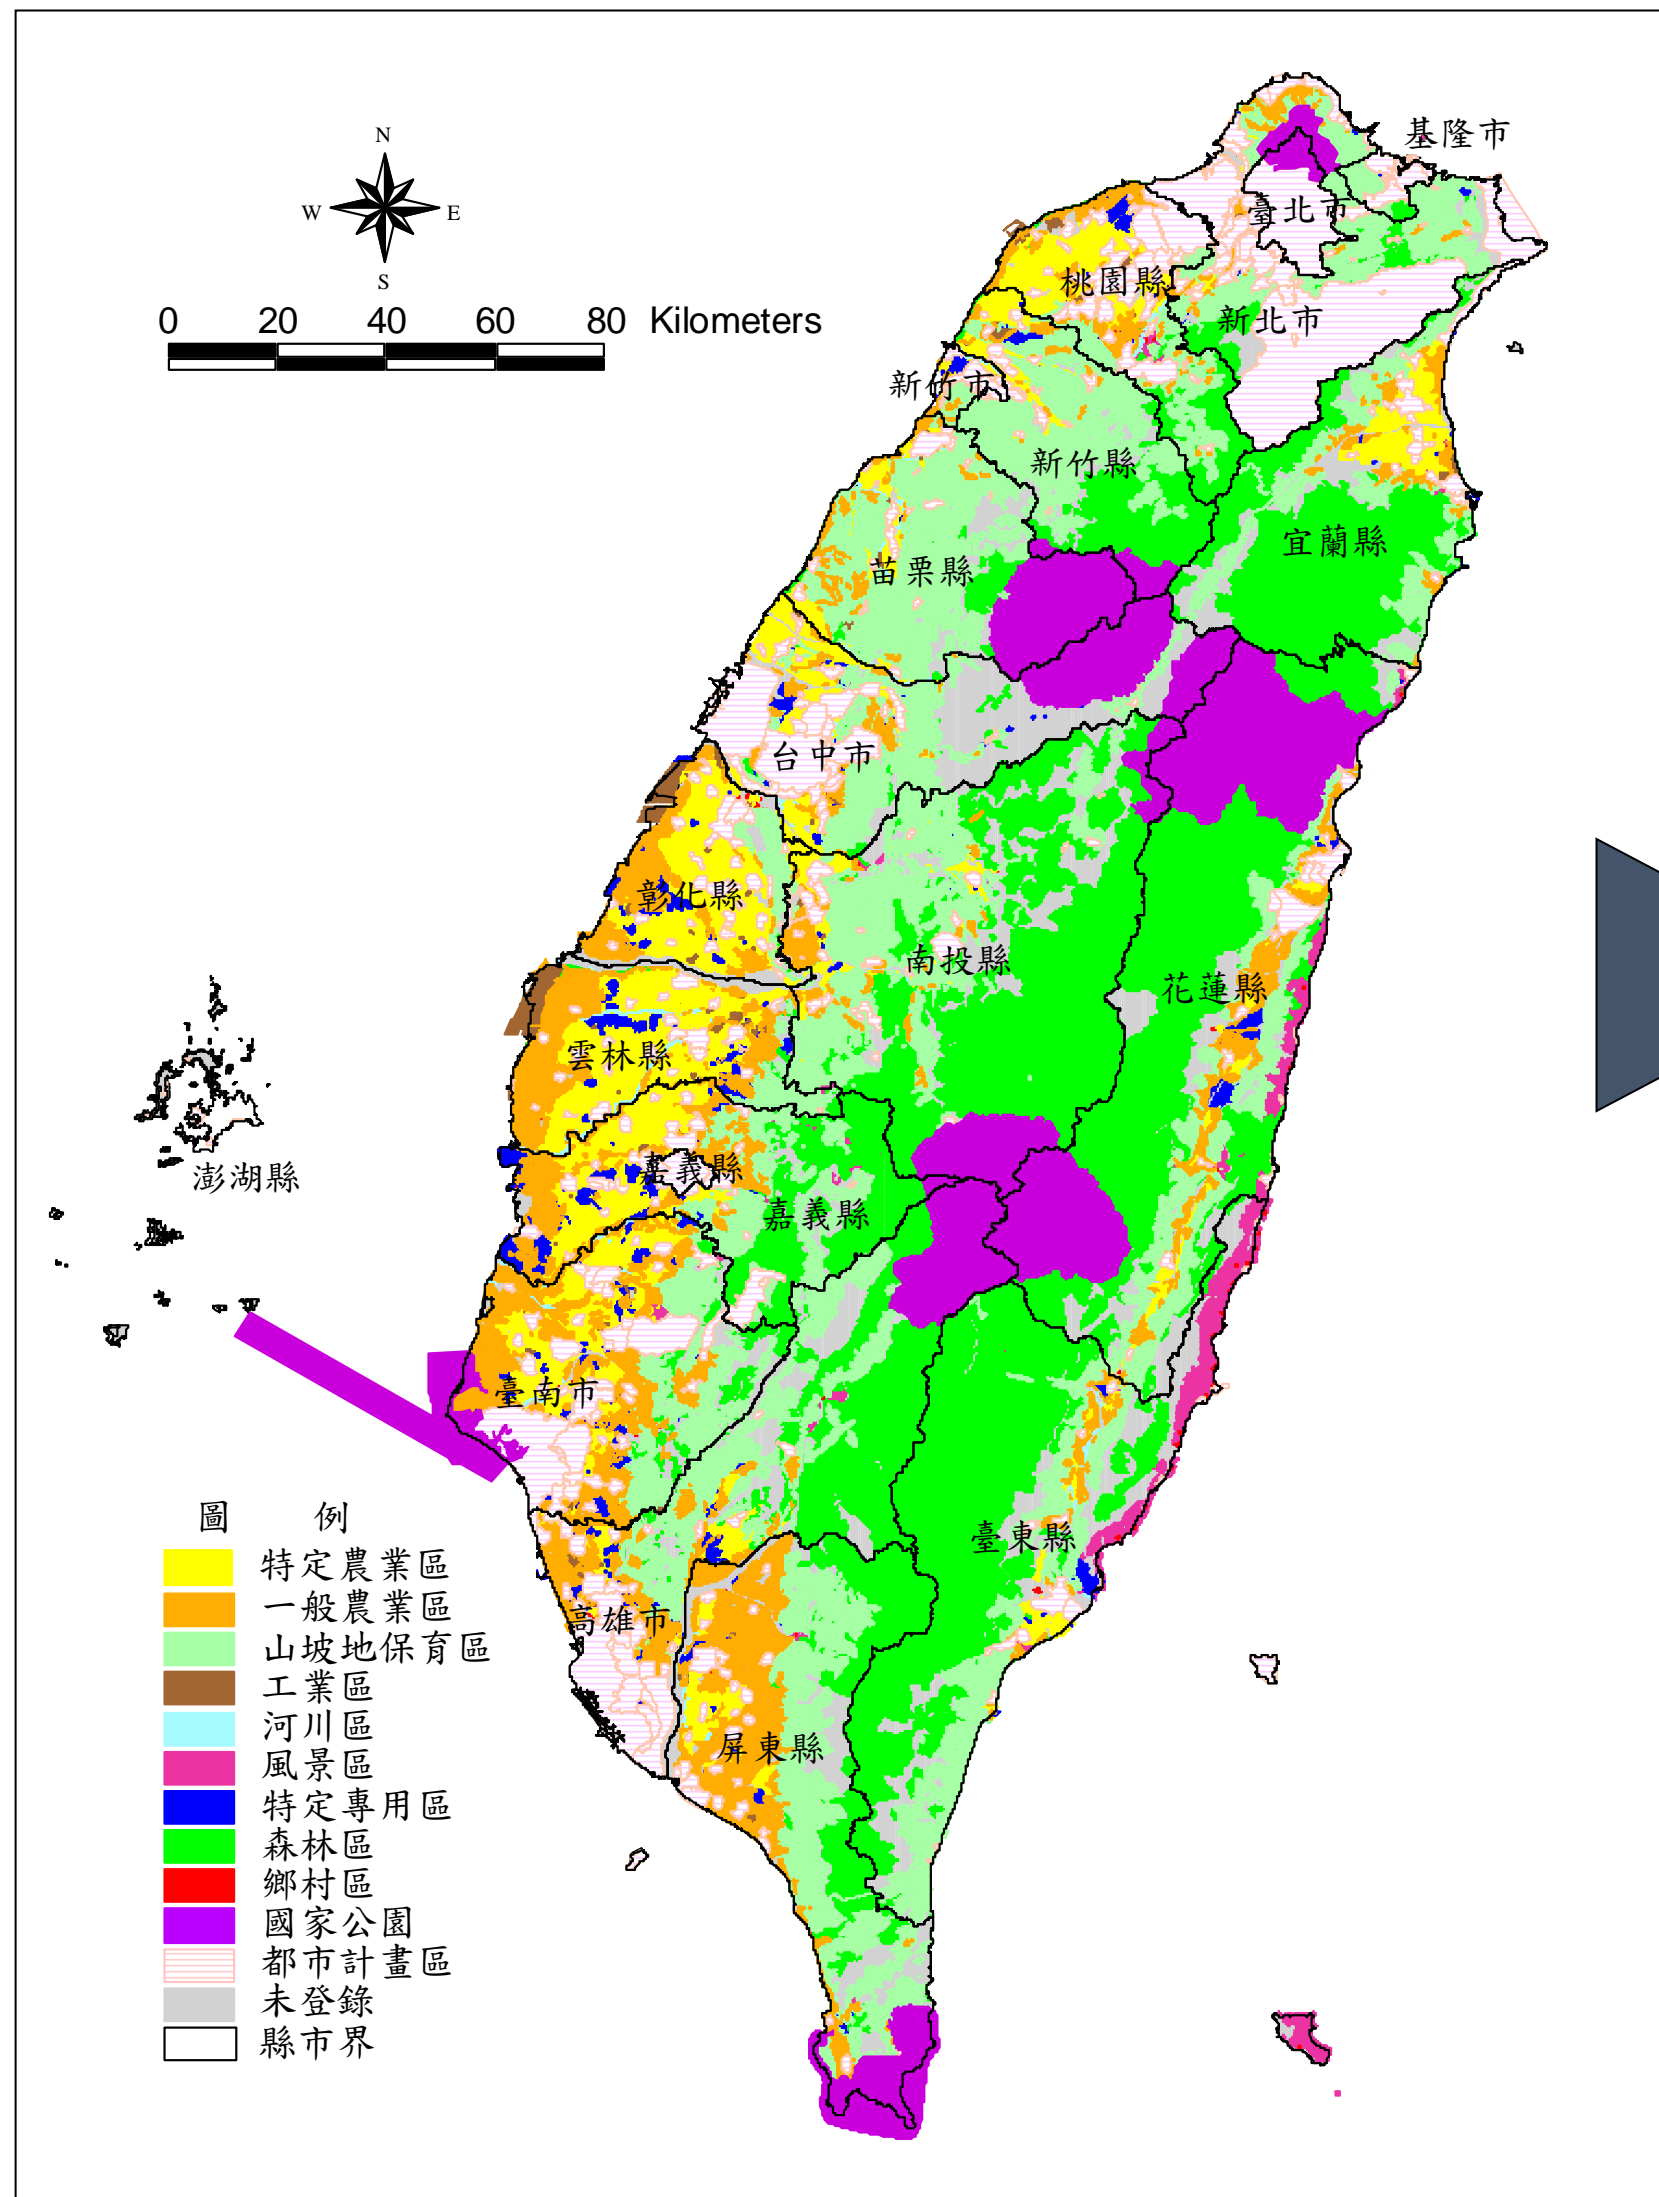 N
W E
S
0 20 40 60 80 Kilometers
基隆市
臺北市
桃園縣
新北市
新竹市
新竹縣
宜蘭縣
苗栗縣
台中市
彰化縣
南投縣
花蓮縣
雲林縣
澎湖縣
嘉義縣
嘉義縣
臺南市
臺東縣
高雄市
屏東縣
圖 例
特定農業區
一般農業區
山坡地保育區
工業區
河川區
風景區
特定專用區
森林區
鄉村區
國家公園
都市計畫區
未登錄
縣市界